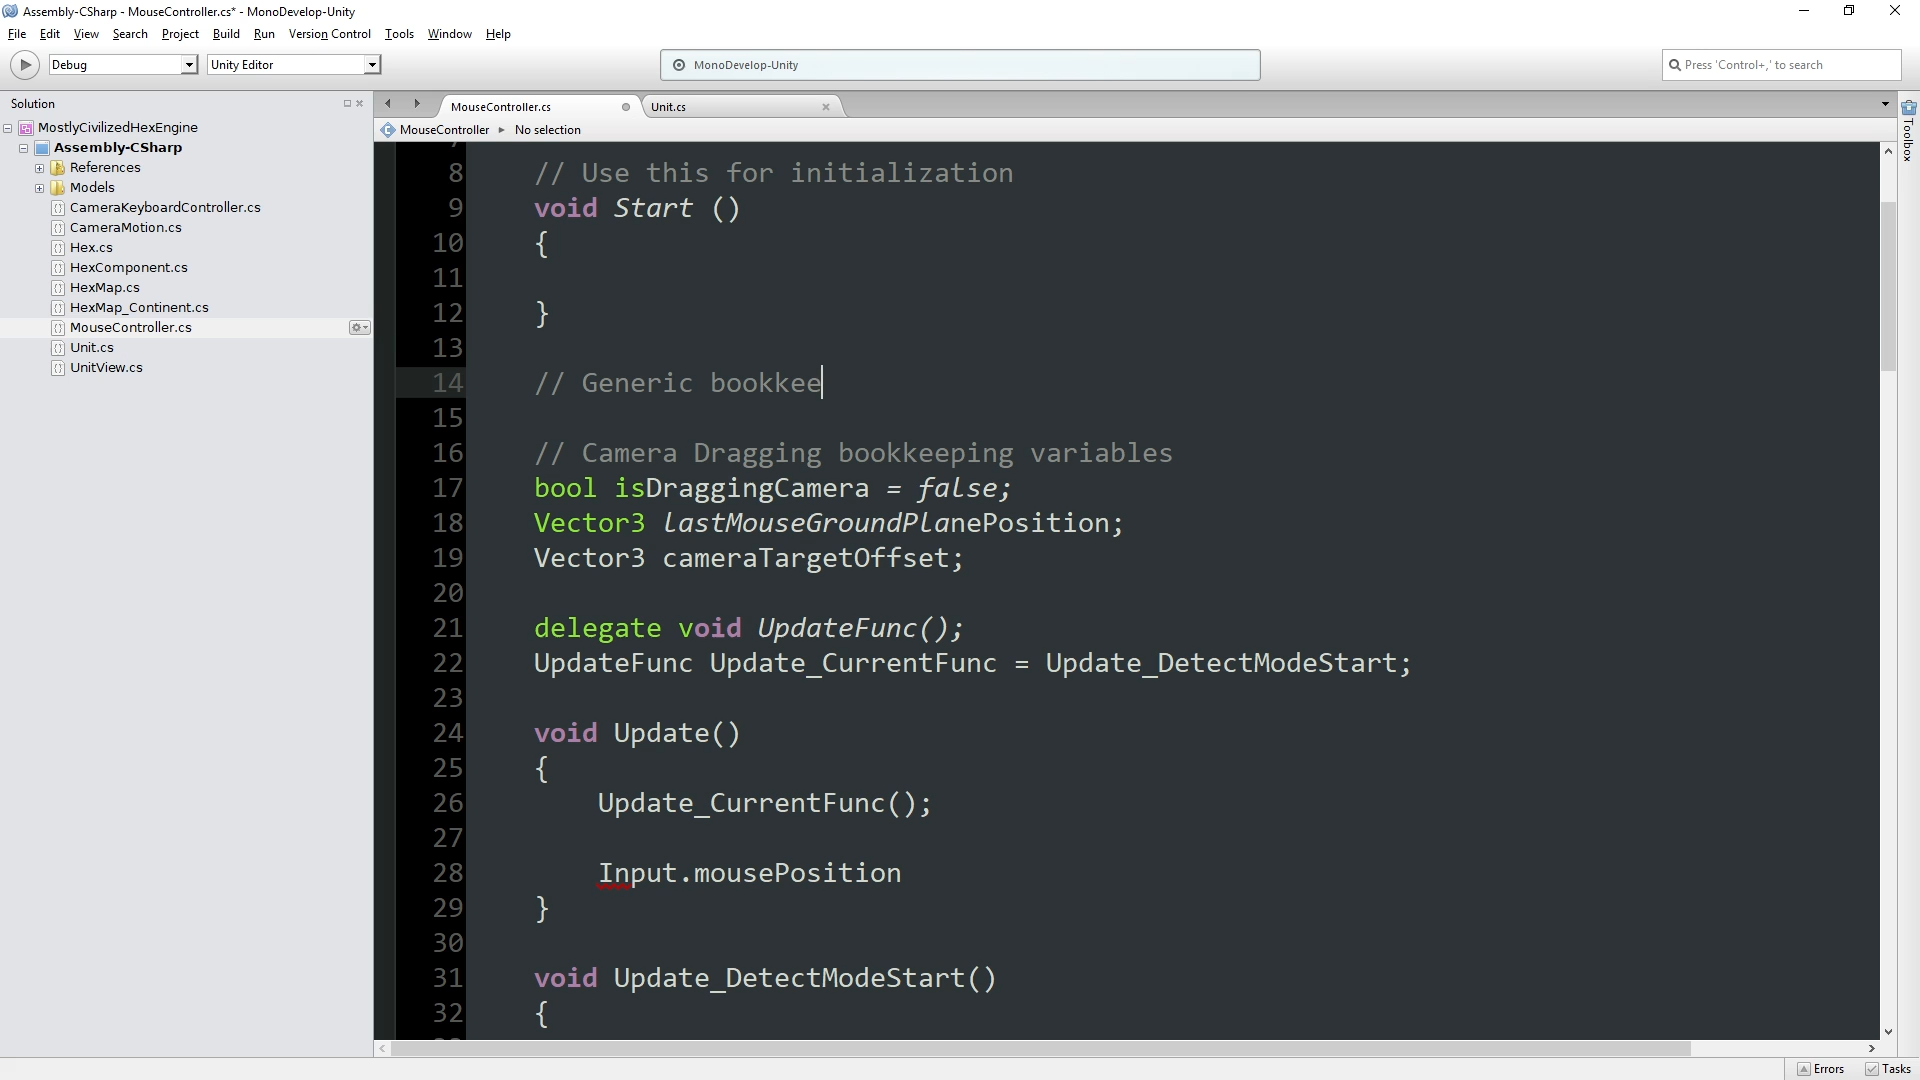 Assembly-CSharp - MouseController.cs* - MonoDevelop-Unity
File Edit View Search Project Build Run Version Control Tools Window Help
Debug Unity Editor MonoDevelop-Unity Press 'Control+,' to search
Solution
MostlyCivilizedHexEngine
Assembly-CSharp
References
Models
CameraKeyboardController.cs
CameraMotion.cs
Hex.cs
HexComponent.cs
HexMap.cs
HexMap_Continent.cs
MouseController.cs
Unit.cs
UnitView.cs
MouseController.cs Unit.cs
MouseController No selection
8 // Use this for initialization
9 void Start ()
10 {
11
12 }
13
14 // Generic bookkee
15
16 // Camera Dragging bookkeeping variables
17 bool isDraggingCamera = false;
18 Vector3 lastMouseGroundPlanePosition;
19 Vector3 cameraTargetOffset;
20
21 delegate void UpdateFunc();
22 UpdateFunc Update_CurrentFunc = Update_DetectModeStart;
23
24 void Update()
25 {
26 Update_CurrentFunc();
27
28 Input.mousePosition
29 }
30
31 void Update_DetectModeStart()
32 {
Toolbox
Errors Tasks